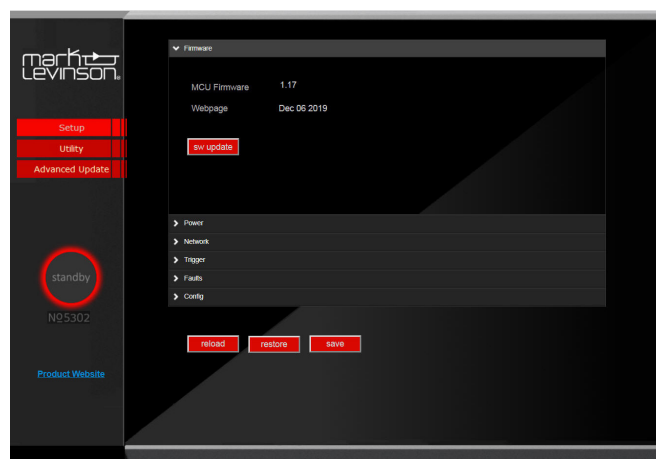 mark
Levinson®
Setup
Utility
Advanced Update
standby
Nº5302
Product Website
Firmware
MCU Firmware 1.17
Webpage Dec 06 2019
sw update
Power
Network
Trigger
Faults
Config
reload restore save